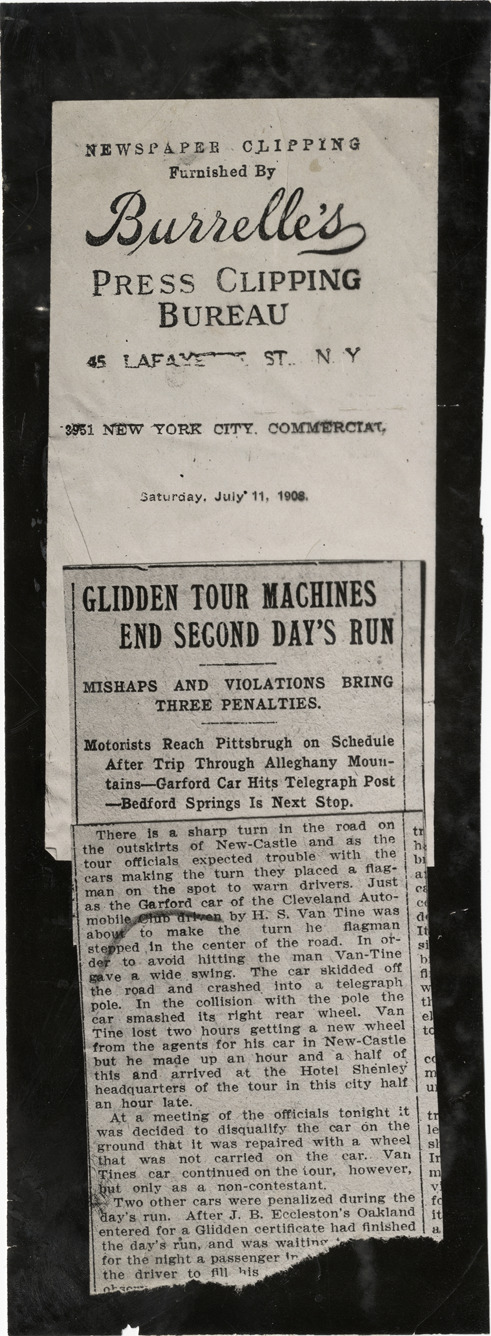 NEWSPAPER CLIPPING
Furnished By
Burrelle's
PRESS CLIPPING
BUREAU
45 LAFAYETTE ST., N. Y
3951 NEW YORK CITY. COMMERCIAL.
Saturday, July 11, 1908.
GLIDDEN TOUR MACHINES
END SECOND DAY'S RUN
MISHAPS AND VIOLATIONS BRING
THREE PENALTIES.
Motorists Reach Pittsbrugh on Schedule
After Trip Through Alleghany Moun-
tains—Garford Car Hits Telegraph Post
—Bedford Springs Is Next Stop.
There is a sharp turn in the road on
the outskirts of New-Castle and as the
tour officials expected trouble with the
cars making the turn they placed a flag-
man on the spot to warn drivers. Just
as the Garford car of the Cleveland Auto-
mobile Club driven by H. S. Van Tine was
about to make the turn he flagman
stepped in the center of the road. In or-
der to avoid hitting the man Van-Tine
gave a wide swing. The car skidded off
the road and crashed into a telegraph
pole. In the collision with the pole the
car smashed its right rear wheel. Van
Tine lost two hours getting a new wheel
from the agents for his car in New-Castle
but he made up an hour and a half of
this and arrived at the Hotel Shenley
headquarters of the tour in this city half
an hour late.
At a meeting of the officials tonight it
was decided to disqualify the car on the
ground that it was repaired with a wheel
that was not carried on the car. Van
Tines car continued on the tour, however,
but only as a non-contestant.
Two other cars were penalized during the
day's run. After J. B. Eccleston's Oakland
entered for a Glidden certificate had finished
the day's run, and was waiting
for the night a passenger in
the driver to fill his